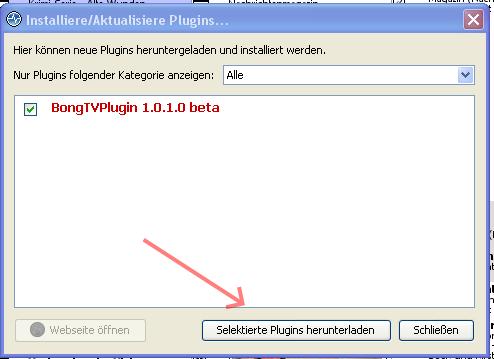 Installiere/Aktualisiere Plugins...
Hier können neue Plugins heruntergeladen und installiert werden.
Nur Plugins folgender Kategorie anzeigen: Alle
BongTVPlugin 1.0.1.0 beta
Webseite öffnen
Selektierte Plugins herunterladen
Schließen